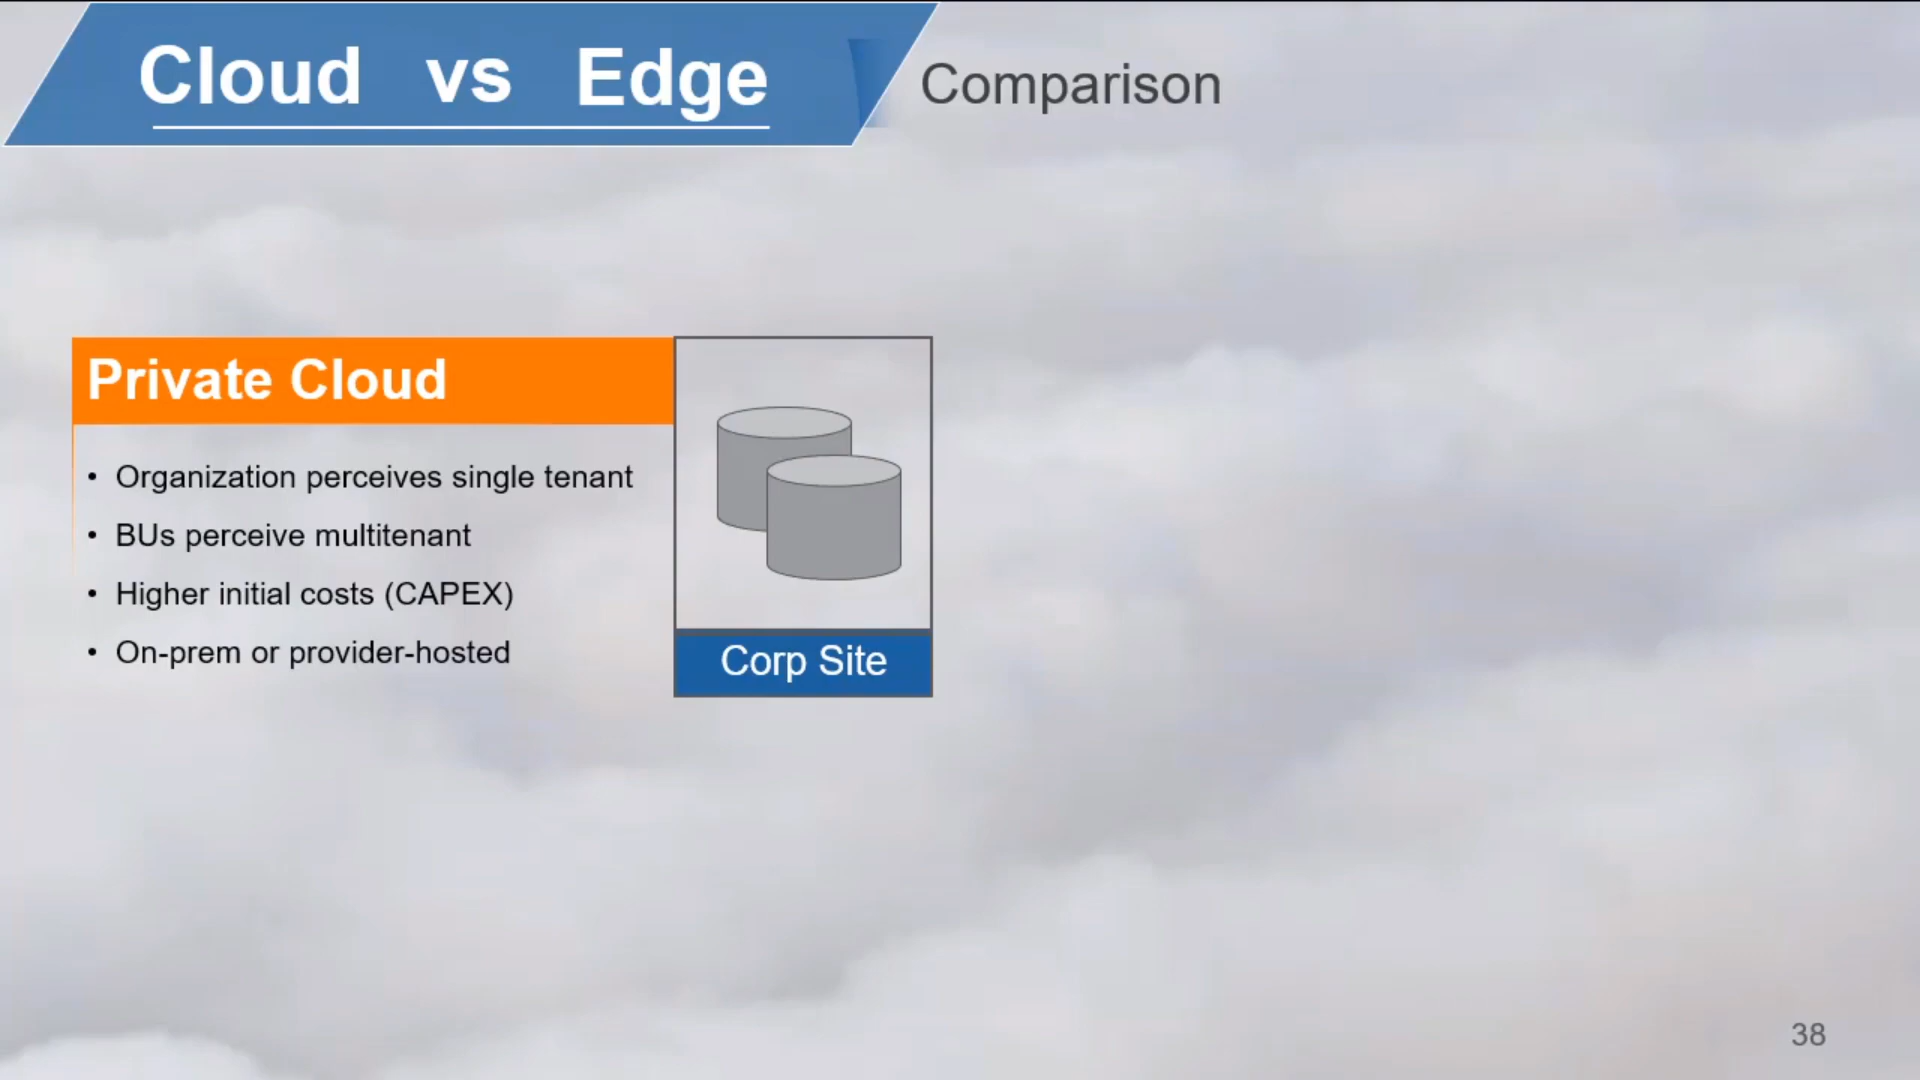 Cloud vs Edge
Comparison
Private Cloud
• Organization perceives single tenant
• BUs perceive multitenant
• Higher initial costs (CAPEX)
• On-prem or provider-hosted
Corp Site
38